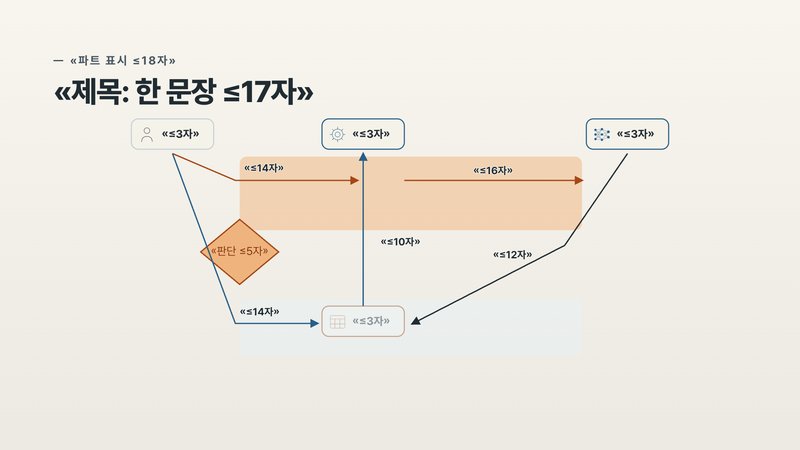 — «파트 표시 ≤18자»
«제목: 한 문장 ≤17자»
«≤3자»
«≤3자»
«≤3자»
«≤14자»
«≤16자»
«≤10자»
«판단 ≤5자»
«≤12자»
«≤14자»
«≤3자»